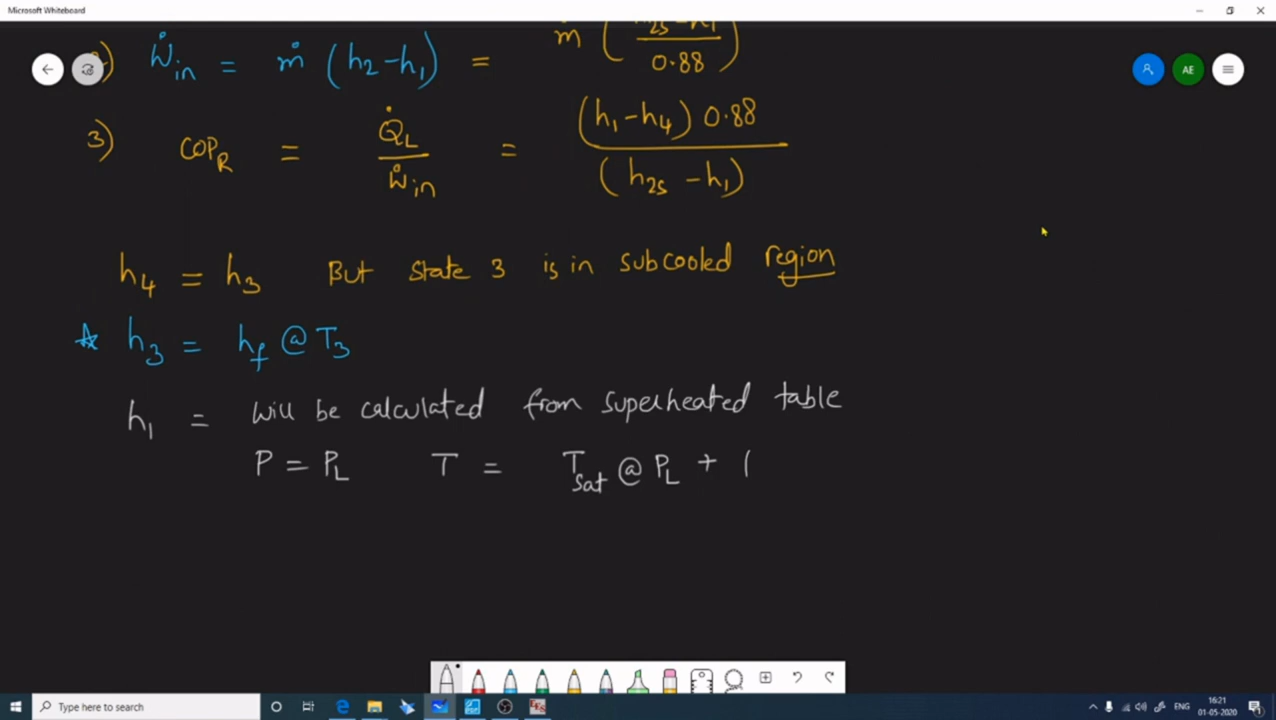 Microsoft Whiteboard
) Ẇin = ṁ (h2-h1) = ṁ (h2s-h1 / 0.88)
AE
3) COPR = Q̇L / Ẇin = (h1-h4) 0.88 / (h2s -h1)
h4 = h3 But state 3 is in subcooled region
☆ h3 = hf @ T3
h1 = will be calculated from superheated table
P = PL T = Tsat @ PL + (
Type here to search
ENG
16:21
01-05-2020